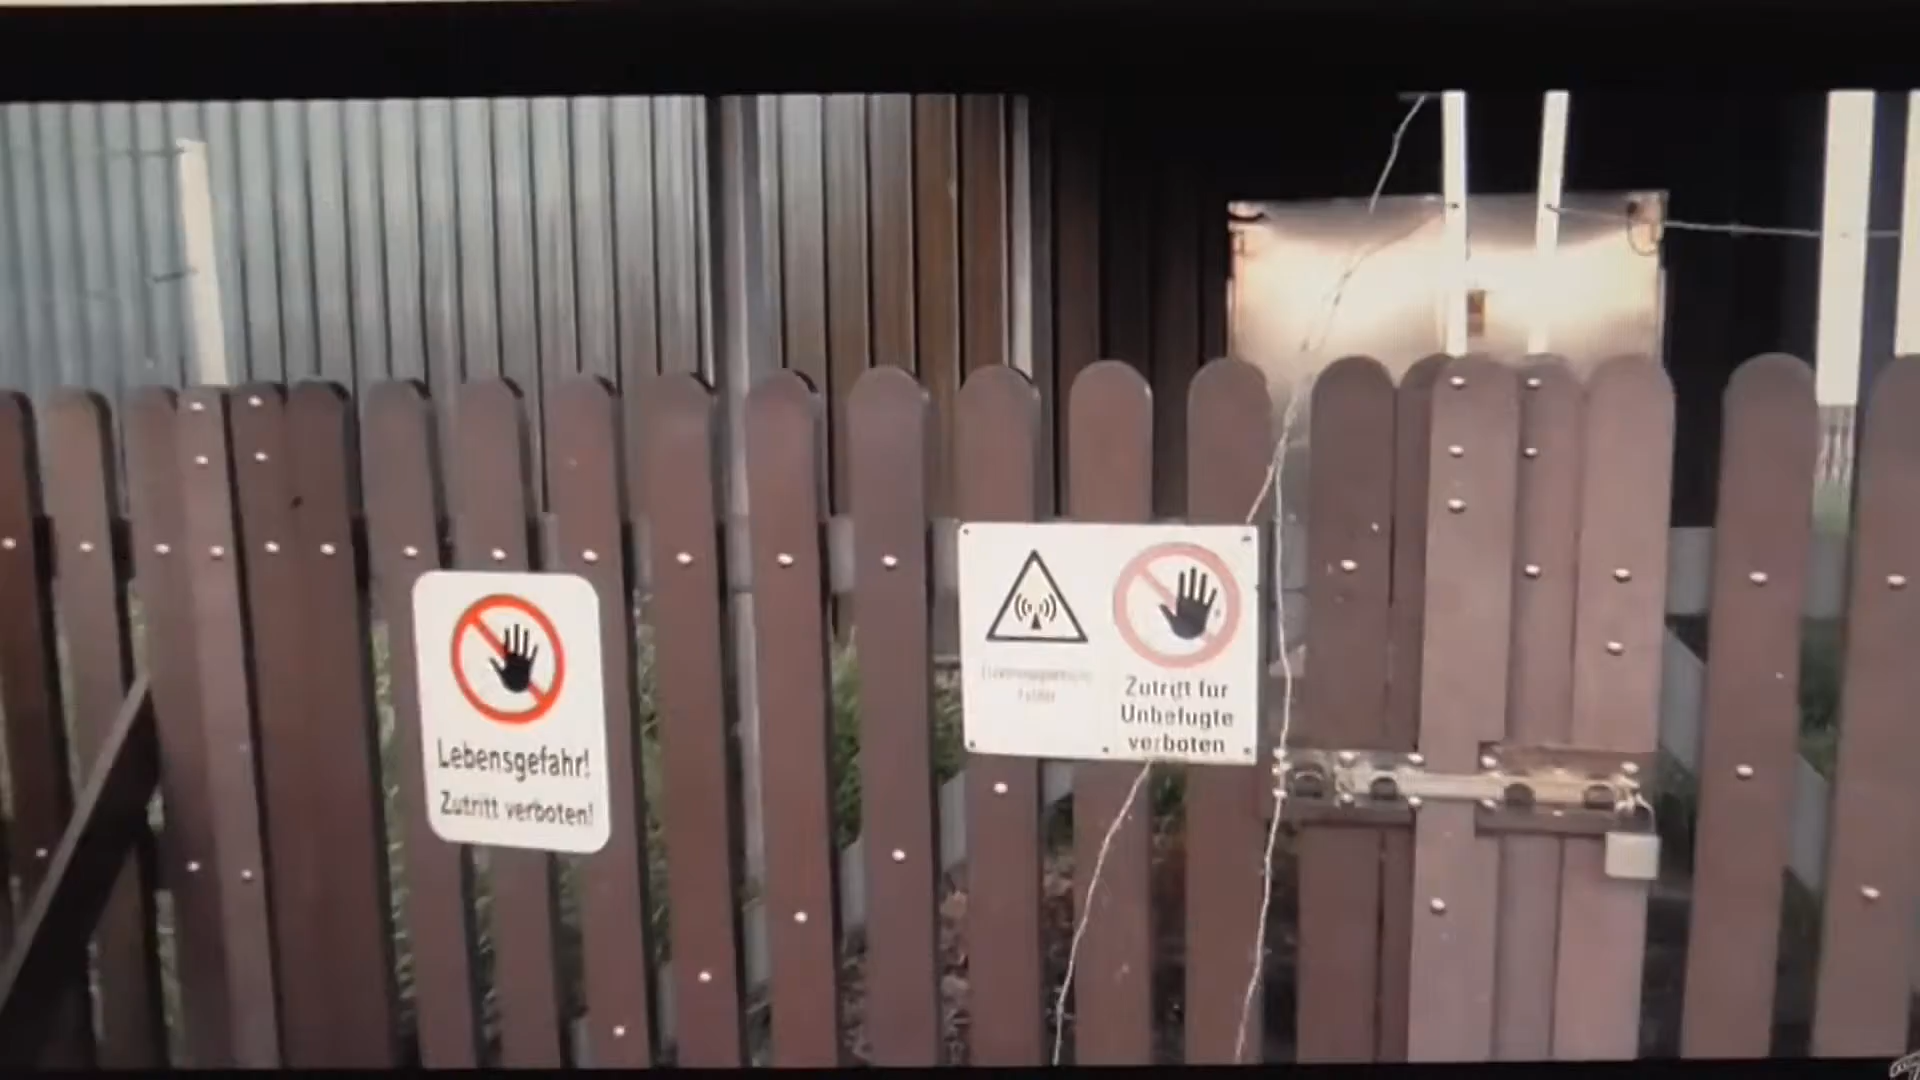 Lebensgefahr!
Zutritt verboten!
Zutritt für
Unbefugte
verboten